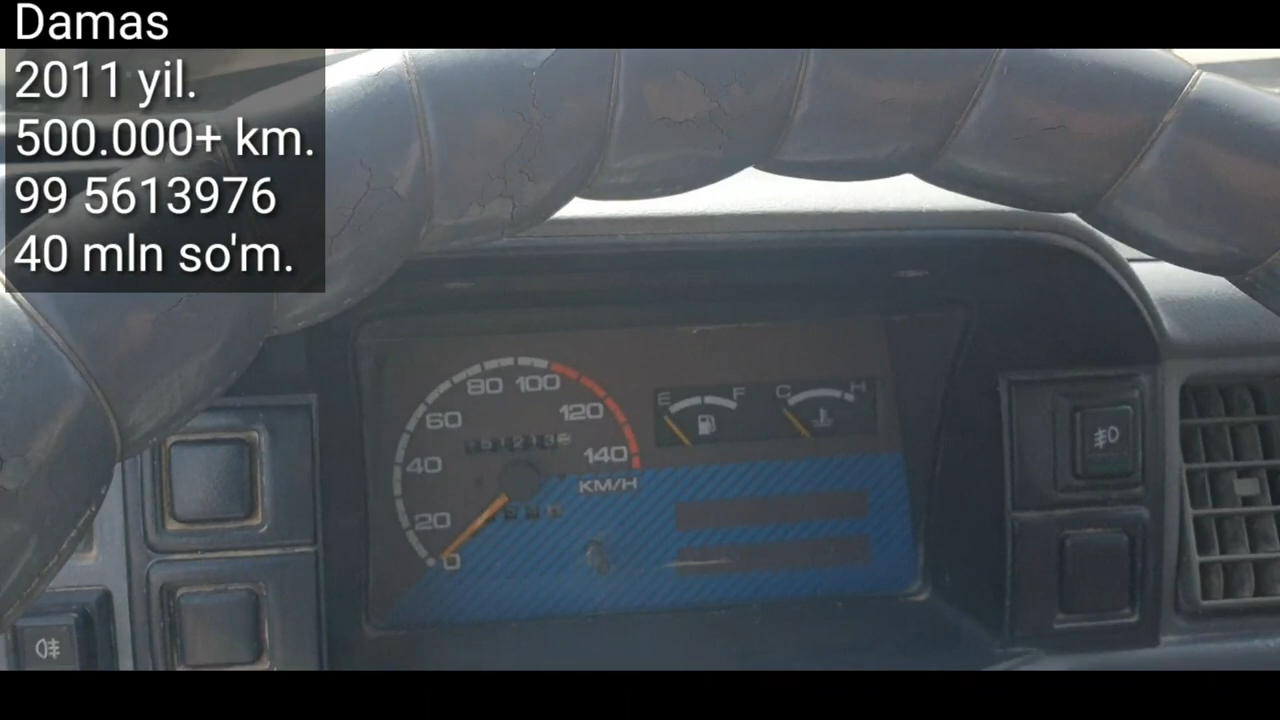 Damas
2011 yil.
500.000+ km.
99 5613976
40 mln so'm.
80 100
60
120
E F C H
40
140
KM/H
20
0